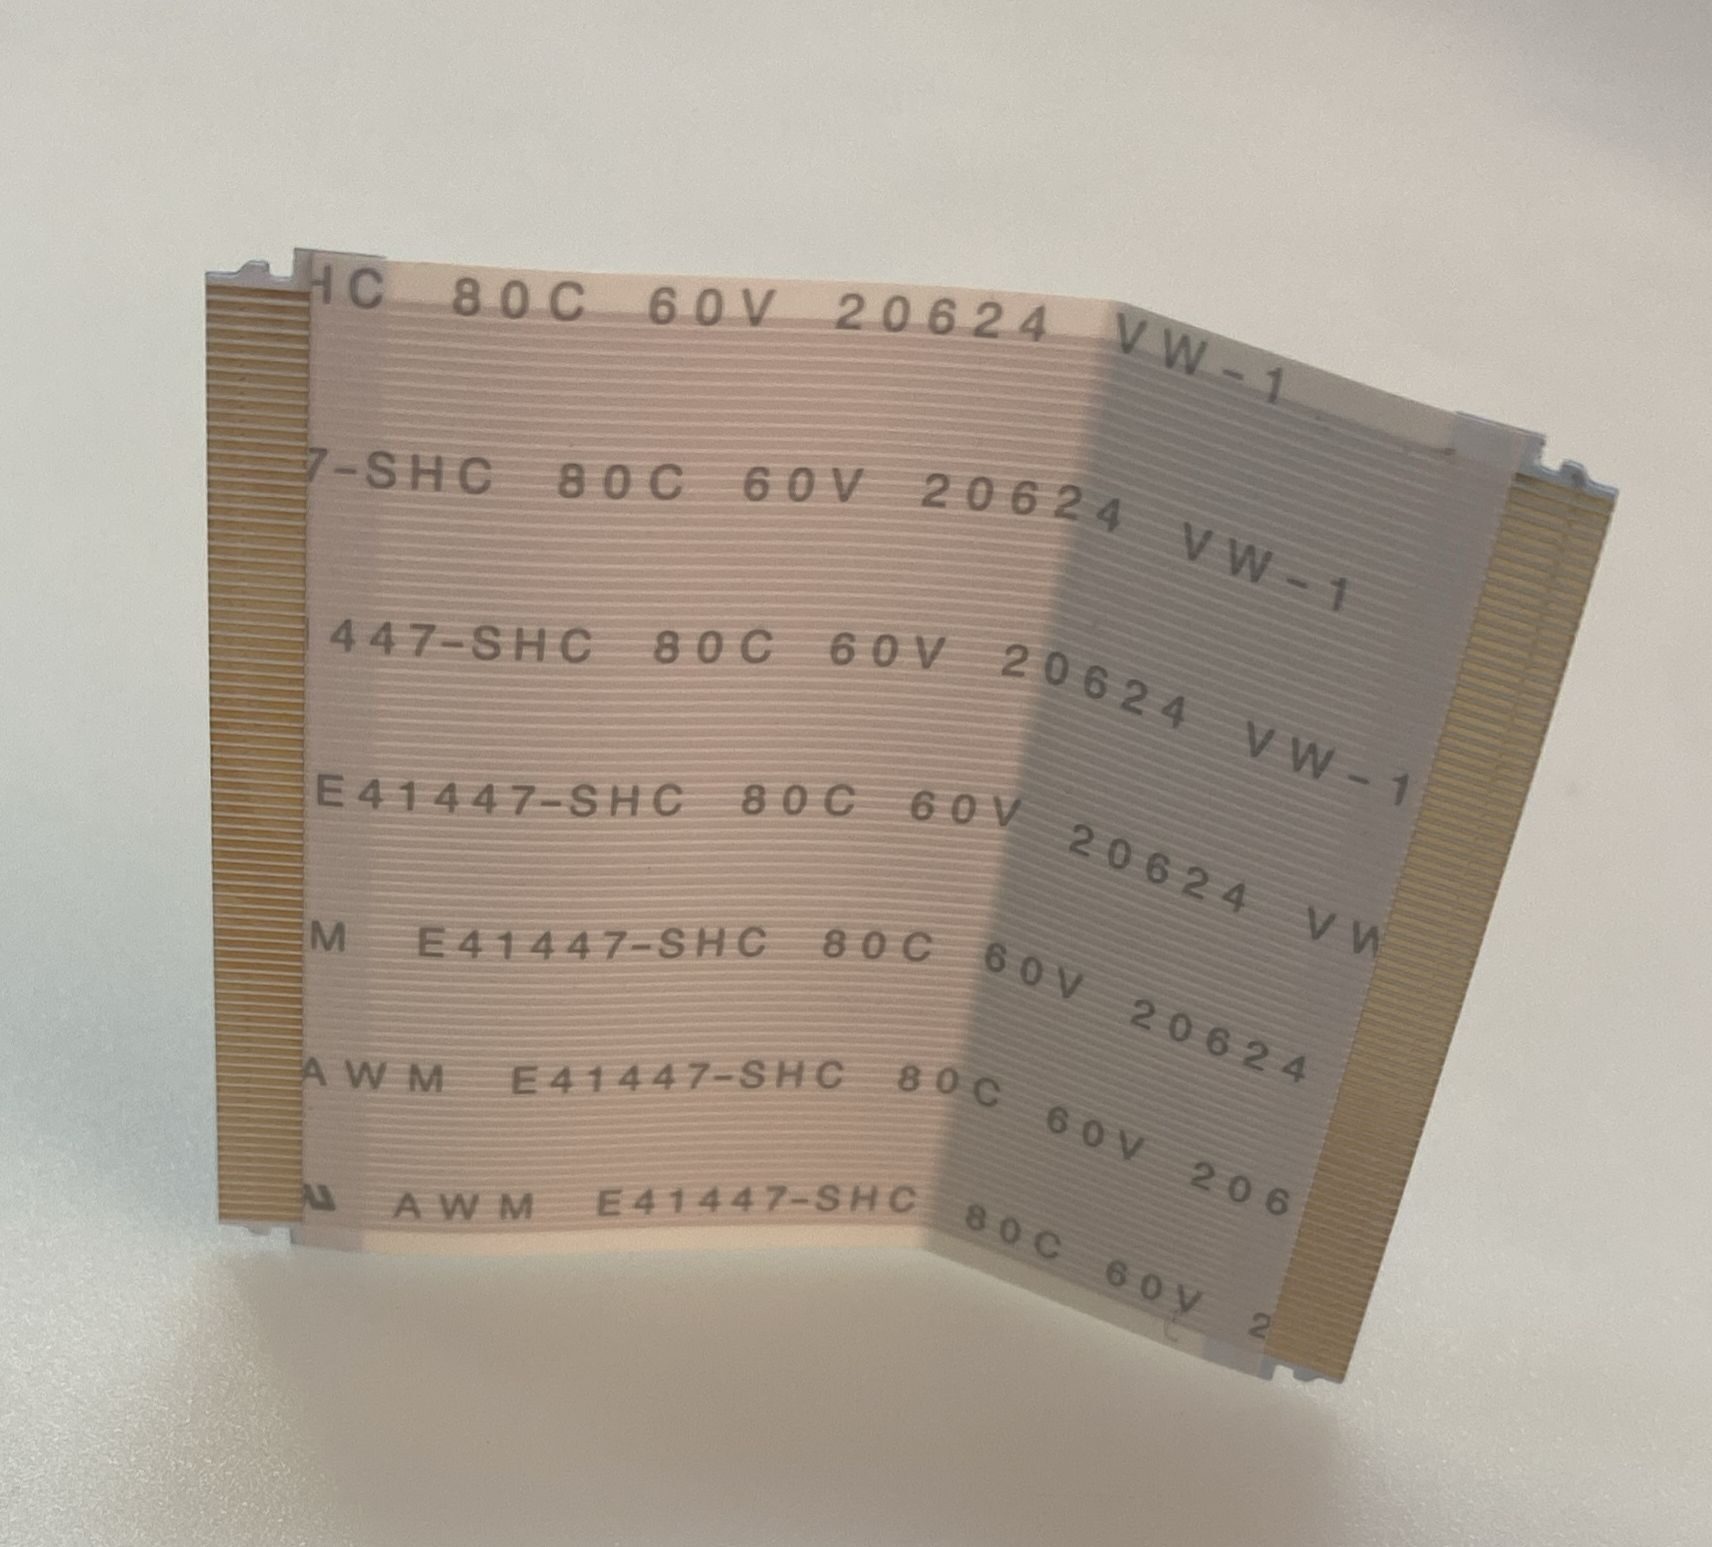 HC 80C 60V 20624 VW-1
7-SHC 80C 60V 20624 VW-1
447-SHC 80C 60V 20624 VW-1
E41447-SHC 80C 60V 20624 VW
M E41447-SHC 80C 60V 20624
AWM E41447-SHC 80C 60V 206
AWM E41447-SHC 80C 60V 2